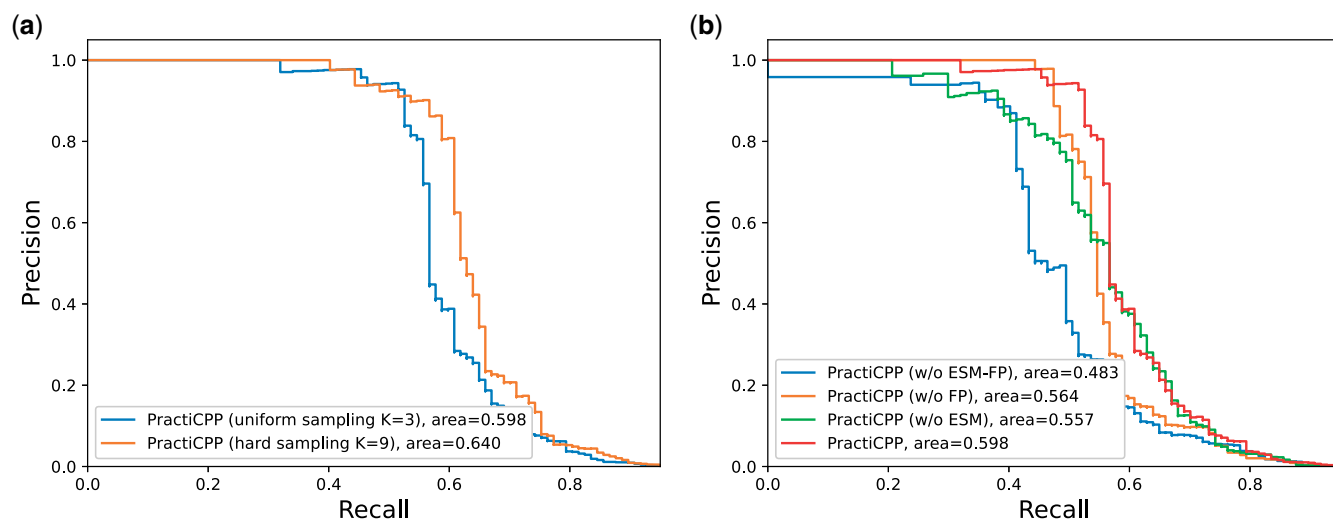 (a)
1.0
0.8
0.6
0.4
0.2
0.0
Precision
PractiCPP (uniform sampling K=3), area=0.598
PractiCPP (hard sampling K=9), area=0.640
0.0 0.2 0.4 0.6 0.8
Recall
(b)
1.0
0.8
0.6
0.4
0.2
0.0
Precision
PractiCPP (w/o ESM-FP), area=0.483
PractiCPP (w/o FP), area=0.564
PractiCPP (w/o ESM), area=0.557
PractiCPP, area=0.598
0.0 0.2 0.4 0.6 0.8
Recall